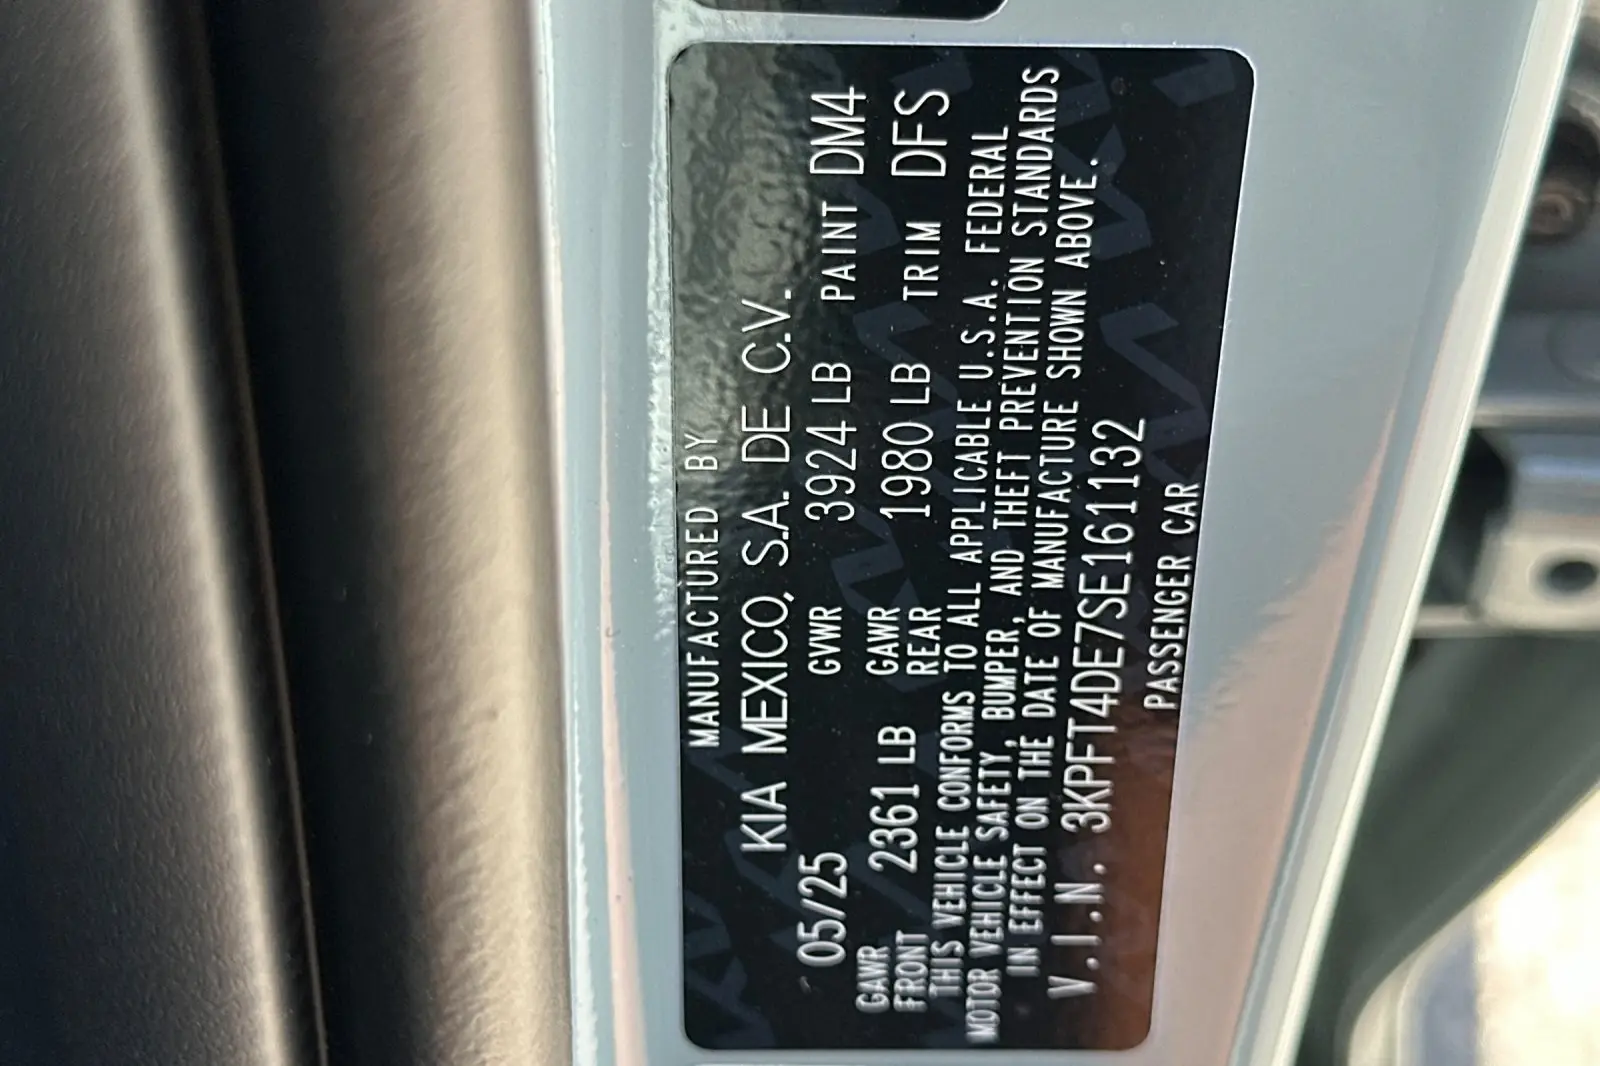 MANUFACTURED BY
KIA MEXICO, S.A. DE C.V.
05/25 GVWR 3924 LB PAINT DM4
GAWR FRONT 2361 LB GAWR REAR 1980 LB TRIM DFS
THIS VEHICLE CONFORMS TO ALL APPLICABLE U.S.A. FEDERAL
MOTOR VEHICLE SAFETY, BUMPER, AND THEFT PREVENTION STANDARDS
IN EFFECT ON THE DATE OF MANUFACTURE SHOWN ABOVE.
V.I.N. 3KPFT4DE7SE161132
PASSENGER CAR